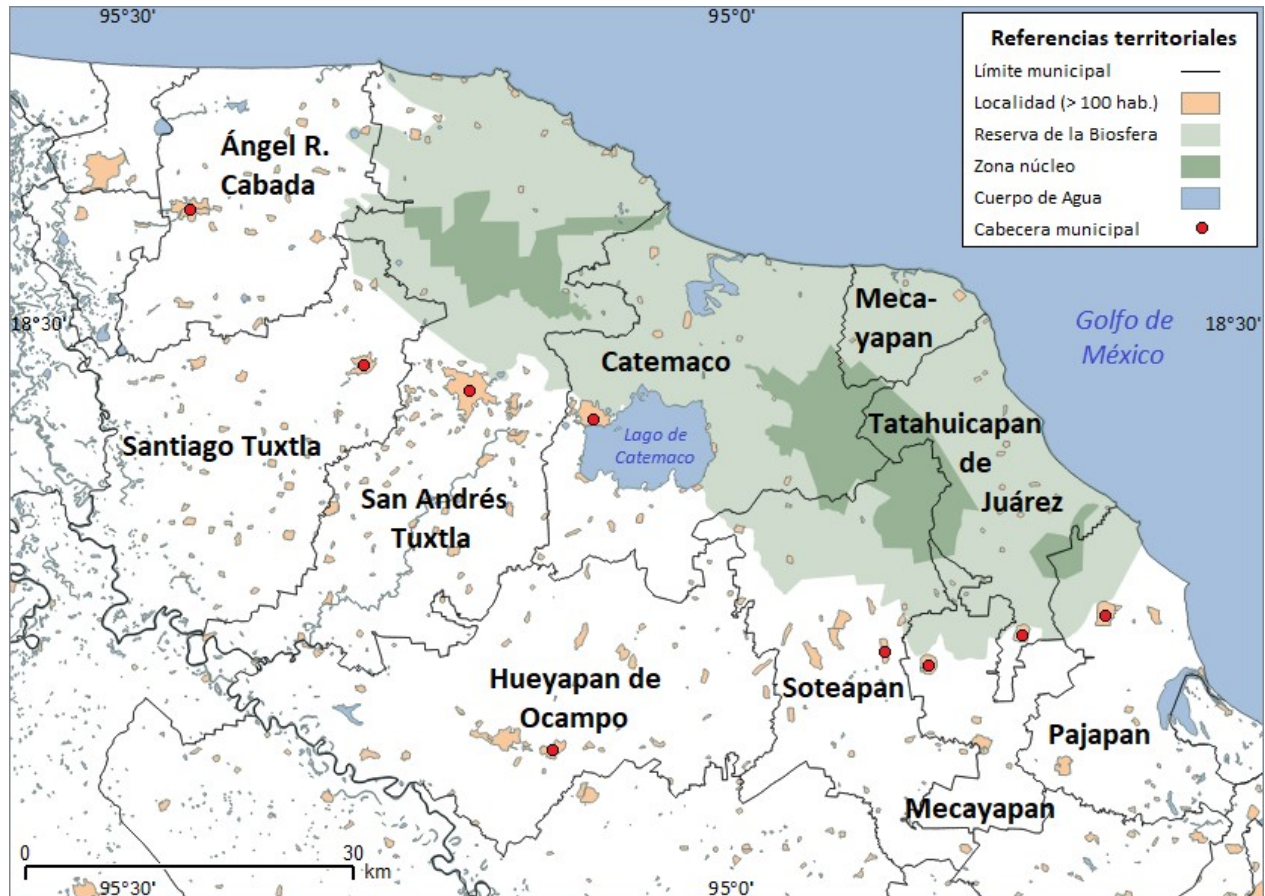 95°30'
95°0'
Referencias territoriales
Límite municipal
Localidad (> 100 hab.)
Reserva de la Biosfera
Zona núcleo
Cuerpo de Agua
Cabecera municipal
Ángel R.
Cabada
18°30'
Golfo de
México
18°30'
Meca-
yapan
Catemaco
Lago de
Catemaco
Tatahuicapan
de
Juárez
Santiago Tuxtla
San Andrés
Tuxtla
Hueyapan de
Ocampo
Soteapan
Pajapan
Mecayapan
0
30
km
95°30'
95°0'